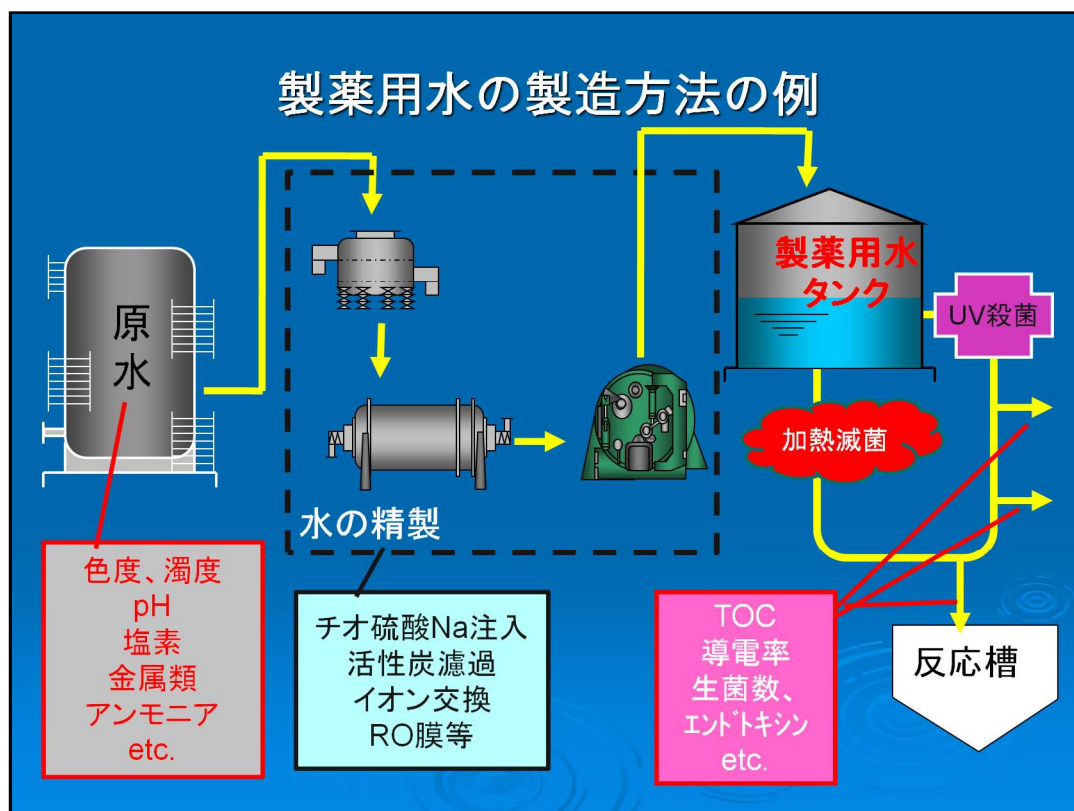 製薬用水の製造方法の例
原
水
製薬用水
タンク
UV殺菌
加熱滅菌
水の精製
色度、濁度
pH
塩素
金属類
アンモニア
etc.
チオ硫酸Na注入
活性炭濾過
イオン交換
RO膜等
TOC
導電率
生菌数、
ｴﾝﾄﾞﾄｷｼﾝ
etc.
反応槽